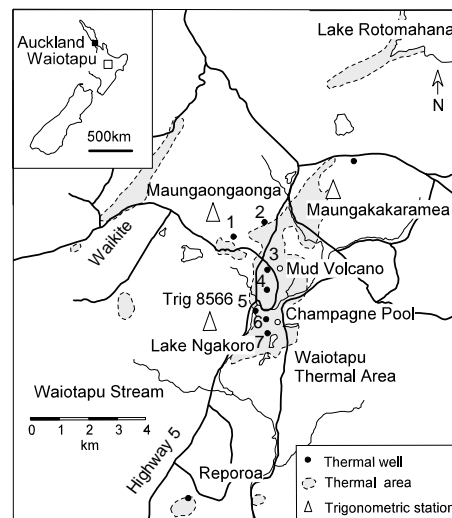 Auckland
Waiotapu
500km
Lake Rotomahana
N
Maungaongaonga
Maungakakaramea
1
2
Waikite
3
Mud Volcano
4
Trig 8566
5
Champagne Pool
6
Lake Ngakoro
7
Waiotapu
Thermal Area
Waiotapu Stream
0 1 2 3 4
km
Highway 5
Reporoa
Thermal well
Thermal area
Trigonometric station